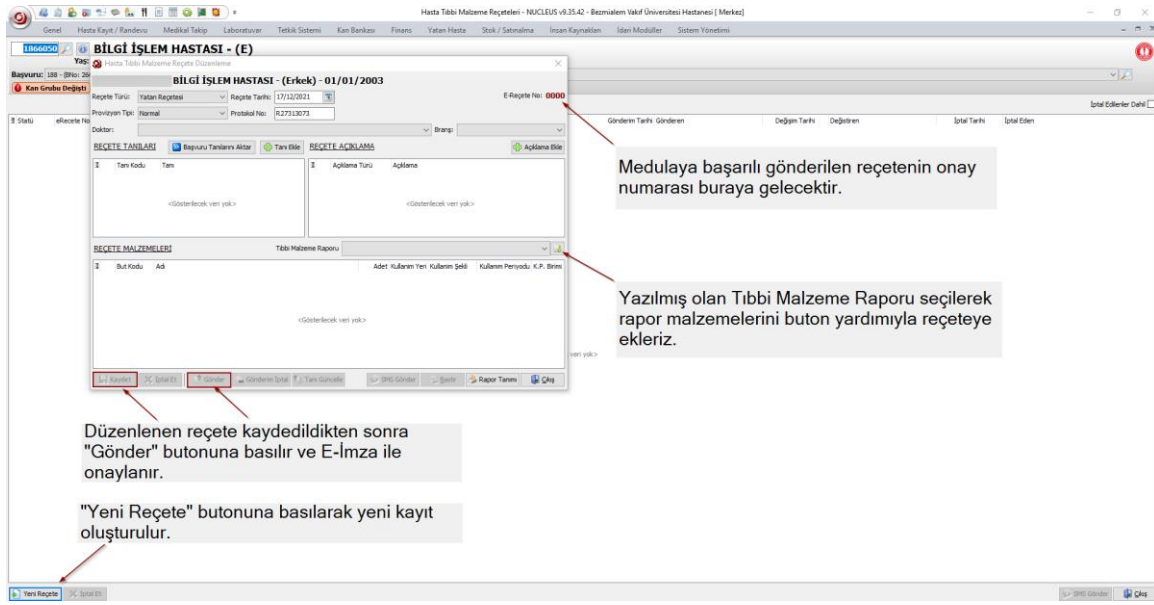 Hasta Tıbbi Malzeme Reçeteleri - NUCLEUS v9.35.42 - Bezmialem Vakıf Üniversitesi Hastanesi [ Merkez]
Genel Hasta Kayıt / Randevu Medikal Takip Laboratuvar Tetkik Sistemi Kan Bankası Finans Yatan Hasta Stok / Satınalma İnsan Kaynakları İdari Modüller Sistem Yönetimi
1866050 BİLGİ İŞLEM HASTASI - (E)
Yaş:
Hasta Tıbbi Malzeme Reçete Düzenleme
Başvuru: 188 - (BNo: 26
BİLGİ İŞLEM HASTASI - (Erkek) - 01/01/2003
Kan Grubu Değişti
Reçete Türü: Yatan Reçetesi Reçete Tarihi: 17/12/2021 E-Reçete No: 0000
İptal Edilenler Dahil
Provizyon Tipi: Normal Protokol No: R27313073
Statü eRecete No Gönderim Tarihi Gönderen Değişim Tarihi Değiştiren İptal Tarihi İptal Eden
Doktor: Branş:
REÇETE TANILARI Başvuru Tanılarını Aktar Tanı Ekle REÇETE AÇIKLAMA Açıklama Ekle
Tanı Kodu Tanı Açıklama Türü Açıklama
<Gösterilecek veri yok> <Gösterilecek veri yok>
Medulaya başarılı gönderilen reçetenin onay
numarası buraya gelecektir.
REÇETE MALZEMELERİ Tıbbi Malzeme Raporu
But Kodu Adı Adet Kullanım Yeri Kullanım Şekli Kullanım Periyodu K.P. Birimi
<Gösterilecek veri yok>
Yazılmış olan Tıbbi Malzeme Raporu seçilerek
rapor malzemelerini buton yardımıyla reçeteye
ekleriz.
veri yok>
Kaydet İptal Et Gönder Gönderim İptal Tanı Güncelle SMS Gönder Bastır Rapor Tanımı Çıkış
Düzenlenen reçete kaydedildikten sonra
"Gönder" butonuna basılır ve E-İmza ile
onaylanır.
"Yeni Reçete" butonuna basılarak yeni kayıt
oluşturulur.
Yeni Reçete İptal Et SMS Gönder Çıkış